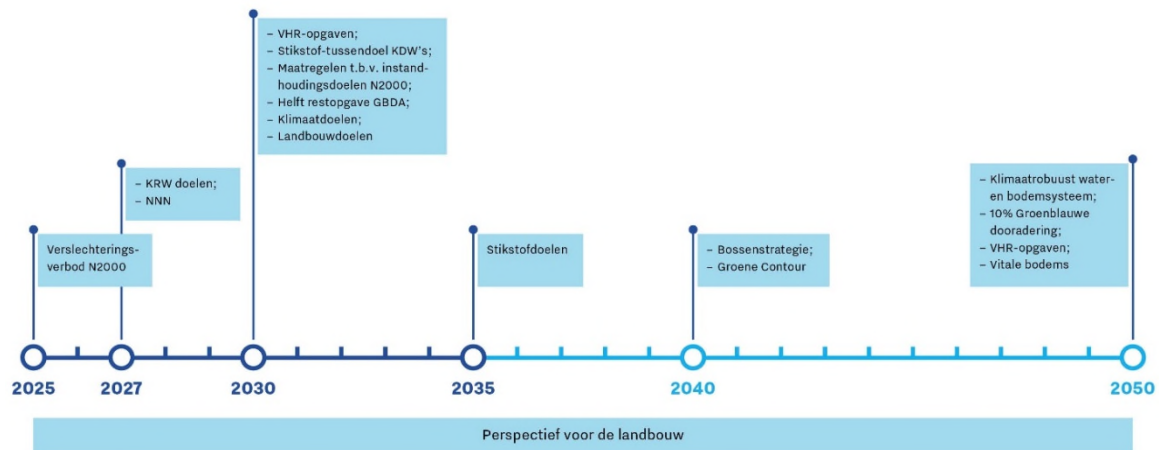 Verslechterings-
verbod N2000
– KRW doelen;
– NNN
– VHR-opgaven;
– Stikstof-tussendoel KDW's;
– Maatregelen t.b.v. instand-
houdingsdoelen N2000;
– Helft restopgave GBDA;
– Klimaatdoelen;
– Landbouwdoelen
Stikstofdoelen
– Bossenstrategie;
– Groene Contour
– Klimaatrobuust water-
en bodemsysteem;
– 10% Groenblauwe
dooradering;
– VHR-opgaven;
– Vitale bodems
2025
2027
2030
2035
2040
2050
Perspectief voor de landbouw